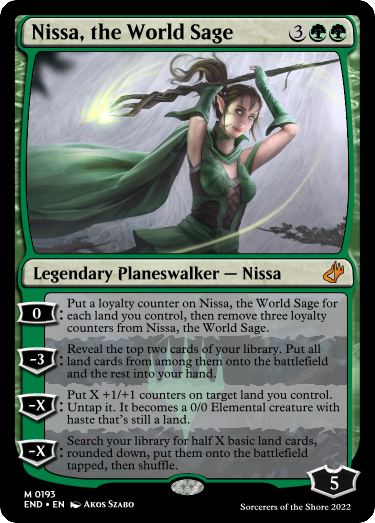 Nissa, the World Sage 3
Legendary Planeswalker — Nissa
0: Put a loyalty counter on Nissa, the World Sage for
each land you control, then remove three loyalty
counters from Nissa, the World Sage.
-3: Reveal the top two cards of your library. Put all
land cards from among them onto the battlefield
and the rest into your hand.
-X: Put X +1/+1 counters on target land you control.
Untap it. It becomes a 0/0 Elemental creature with
haste that's still a land.
-X: Search your library for half X basic land cards,
rounded down, put them onto the battlefield
tapped, then shuffle.
5
M 0193
END • EN Akos Szabo
Sorcerers of the Shore 2022